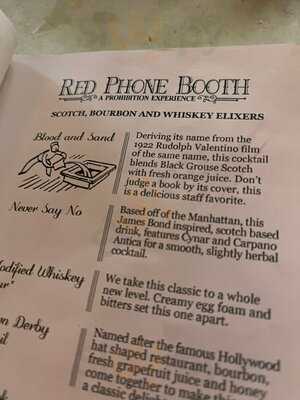 RED PHONE BOOTH
A PROHIBITION EXPERIENCE
SCOTCH, BOURBON AND WHISKEY ELIXERS
Blood and Sand
Deriving its name from the
1922 Rudolph Valentino film
of the same name, this cocktail
blends Black Grouse Scotch
with fresh orange juice. Don't
judge a book by its cover, this
is a delicious staff favorite.
Never Say No
Based off of the Manhattan, this
James Bond inspired, scotch based
drink, features Cynar and Carpano
Antica for a smooth, slightly herbal
cocktail.
Modified Whiskey
We take this classic to a whole
new level. Creamy egg foam and
bitters set this one apart.
Derby
Named after the famous Hollywood
hat shaped restaurant, bourbon,
fresh grapefruit juice and honey
come together to make this
a classic